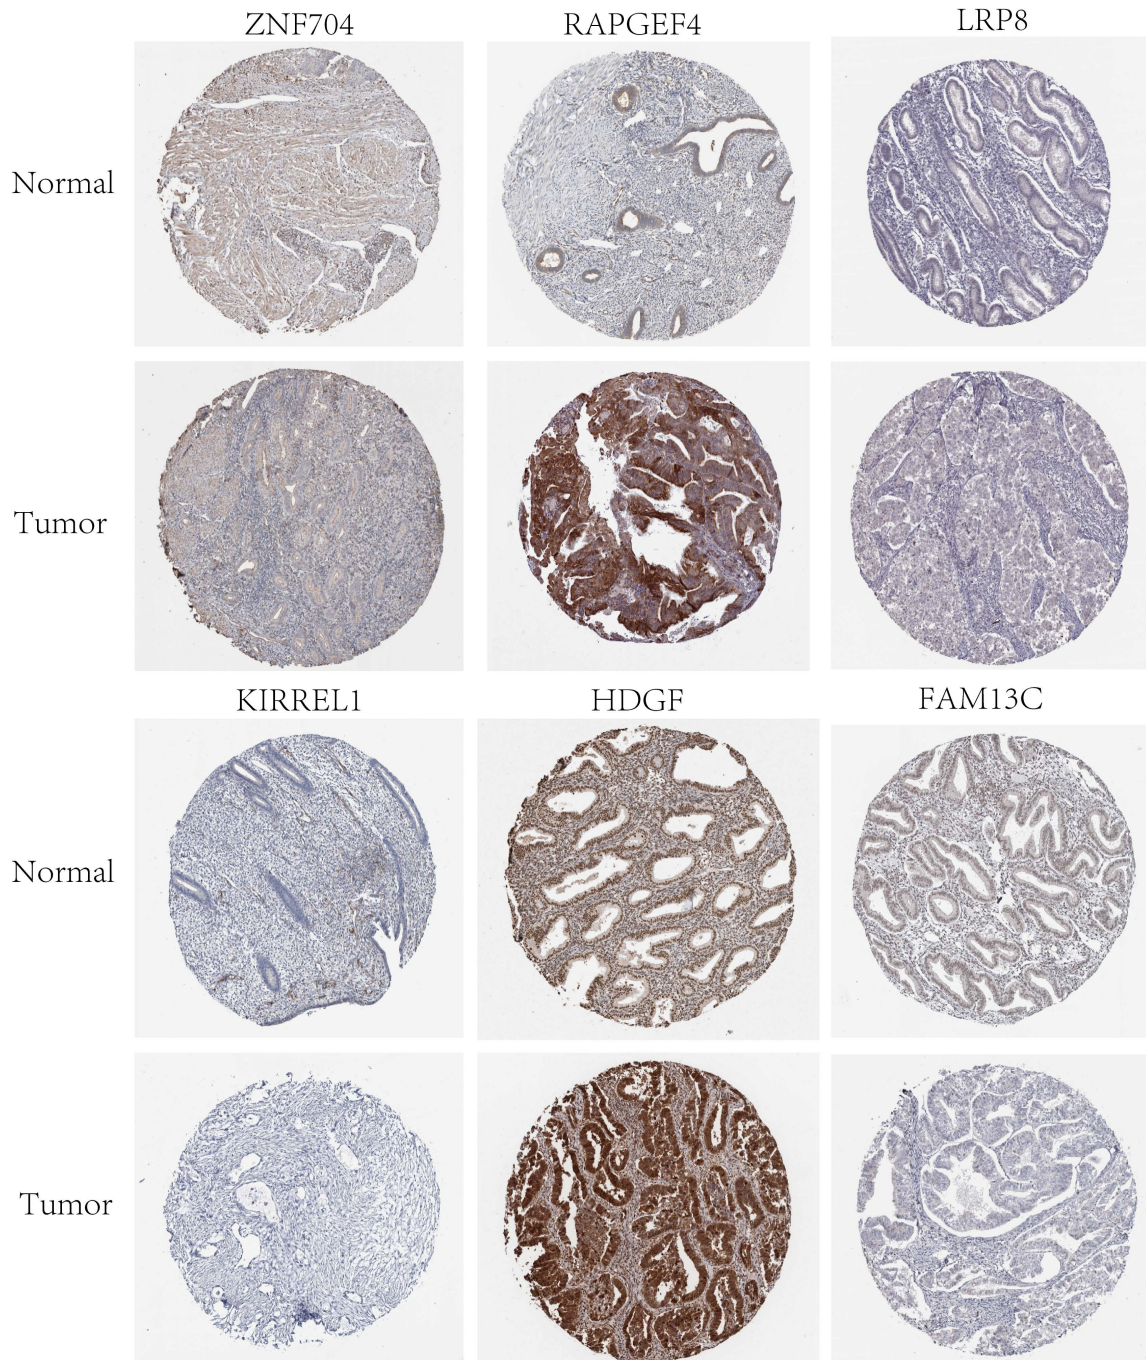 ZNF704 RAPGEF4 LRP8
Normal
Tumor
KIRREL1 HDGF FAM13C
Normal
Tumor